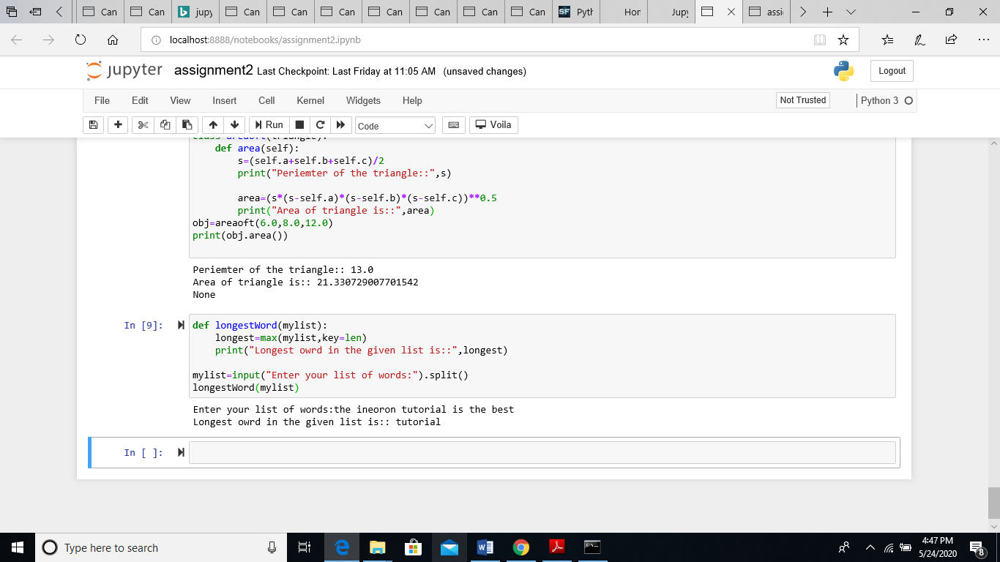 Can Can jupy Can Can Can Can Can Can Can Pyth Hor Jupy assi
localhost:8888/notebooks/assignment2.ipynb
jupyter assignment2 Last Checkpoint: Last Friday at 11:05 AM (unsaved changes) Logout
File Edit View Insert Cell Kernel Widgets Help Not Trusted Python 3
Run Code Voila
class areaoft(triangle):
def area(self):
s=(self.a+self.b+self.c)/2
print("Periemter of the triangle::",s)
area=(s*(s-self.a)*(s-self.b)*(s-self.c))**0.5
print("Area of triangle is::",area)
obj=areaoft(6.0,8.0,12.0)
print(obj.area())
Periemter of the triangle:: 13.0
Area of triangle is:: 21.330729007701542
None
In [9]: def longestWord(mylist):
longest=max(mylist,key=len)
print("Longest owrd in the given list is::",longest)
mylist=input("Enter your list of words:").split()
longestWord(mylist)
Enter your list of words:the ineoron tutorial is the best
Longest owrd in the given list is:: tutorial
In [ ]:
Type here to search 4:47 PM
5/24/2020 8